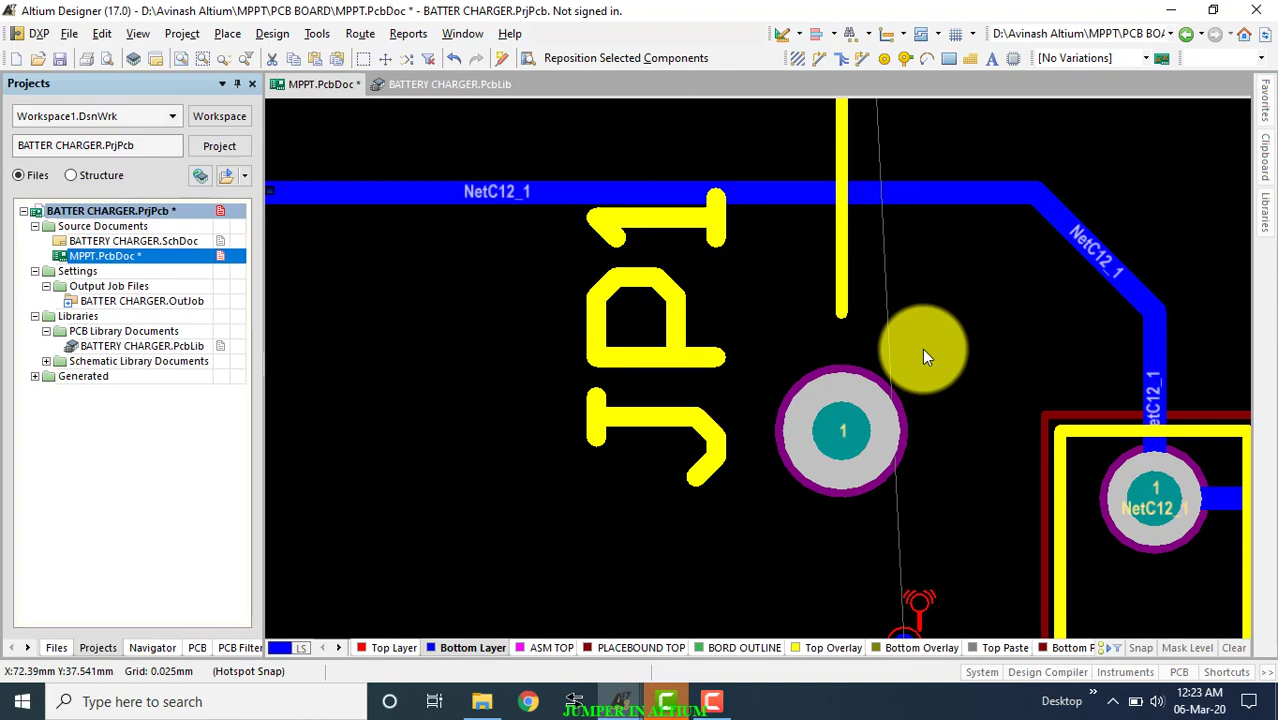 Altium Designer (17.0) - D:\Avinash Altium\MPPT\PCB BOARD\MPPT.PcbDoc * - BATTER CHARGER.PrjPcb. Not signed in.
DXP File Edit View Project Place Design Tools Route Reports Window Help
D:\Avinash Altium\MPPT\PCB BOA
Reposition Selected Components
[No Variations]
Projects
MPPT.PcbDoc *
BATTERY CHARGER.PcbLib
Workspace1.DsnWrk
Workspace
BATTER CHARGER.PrjPcb
Project
Files
Structure
BATTER CHARGER.PrjPcb *
Source Documents
BATTERY CHARGER.SchDoc
MPPT.PcbDoc *
Settings
Output Job Files
BATTER CHARGER.OutJob
Libraries
PCB Library Documents
BATTERY CHARGER.PcbLib
Schematic Library Documents
Generated
NetC12_1
NetC12_1
NetC12_1
JP1
1
1
NetC12_1
Favorites
Clipboard
Libraries
Files Projects Navigator PCB PCB Filter
LS
Top Layer
Bottom Layer
ASM TOP
PLACEBOUND TOP
BORD OUTLINE
Top Overlay
Bottom Overlay
Top Paste
Bottom P
Snap
Mask Level
Clear
X:72.39mm Y:37.541mm Grid: 0.025mm (Hotspot Snap)
System Design Compiler Instruments PCB Shortcuts >>
Type here to search
JUMPER IN ALTIUM
Desktop
12:23 AM
06-Mar-20